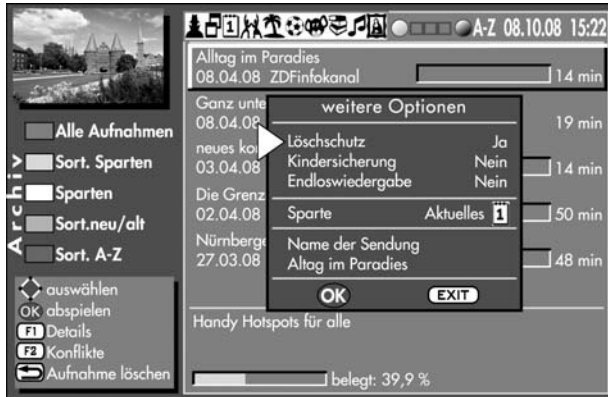 A-Z 08.10.08 15:22
Alltag im Paradies
08.04.08 ZDFinfokanal 14 min
Ganz unte
08.04.08 19 min
neues ko
03.04.08 14 min
Die Grenz
02.04.08 50 min
Nürnberge
27.03.08 48 min
Handy Hotspots für alle
belegt: 39,9 %
weitere Optionen
Löschschutz Ja
Kindersicherung Nein
Endloswiedergabe Nein
Sparte Aktuelles 1
Name der Sendung
Altag im Paradies
OK EXIT
Archiv
Alle Aufnahmen
Sort. Sparten
Sparten
Sort.neu/alt
Sort. A-Z
auswählen
OK abspielen
F1 Details
F2 Konflikte
Aufnahme löschen